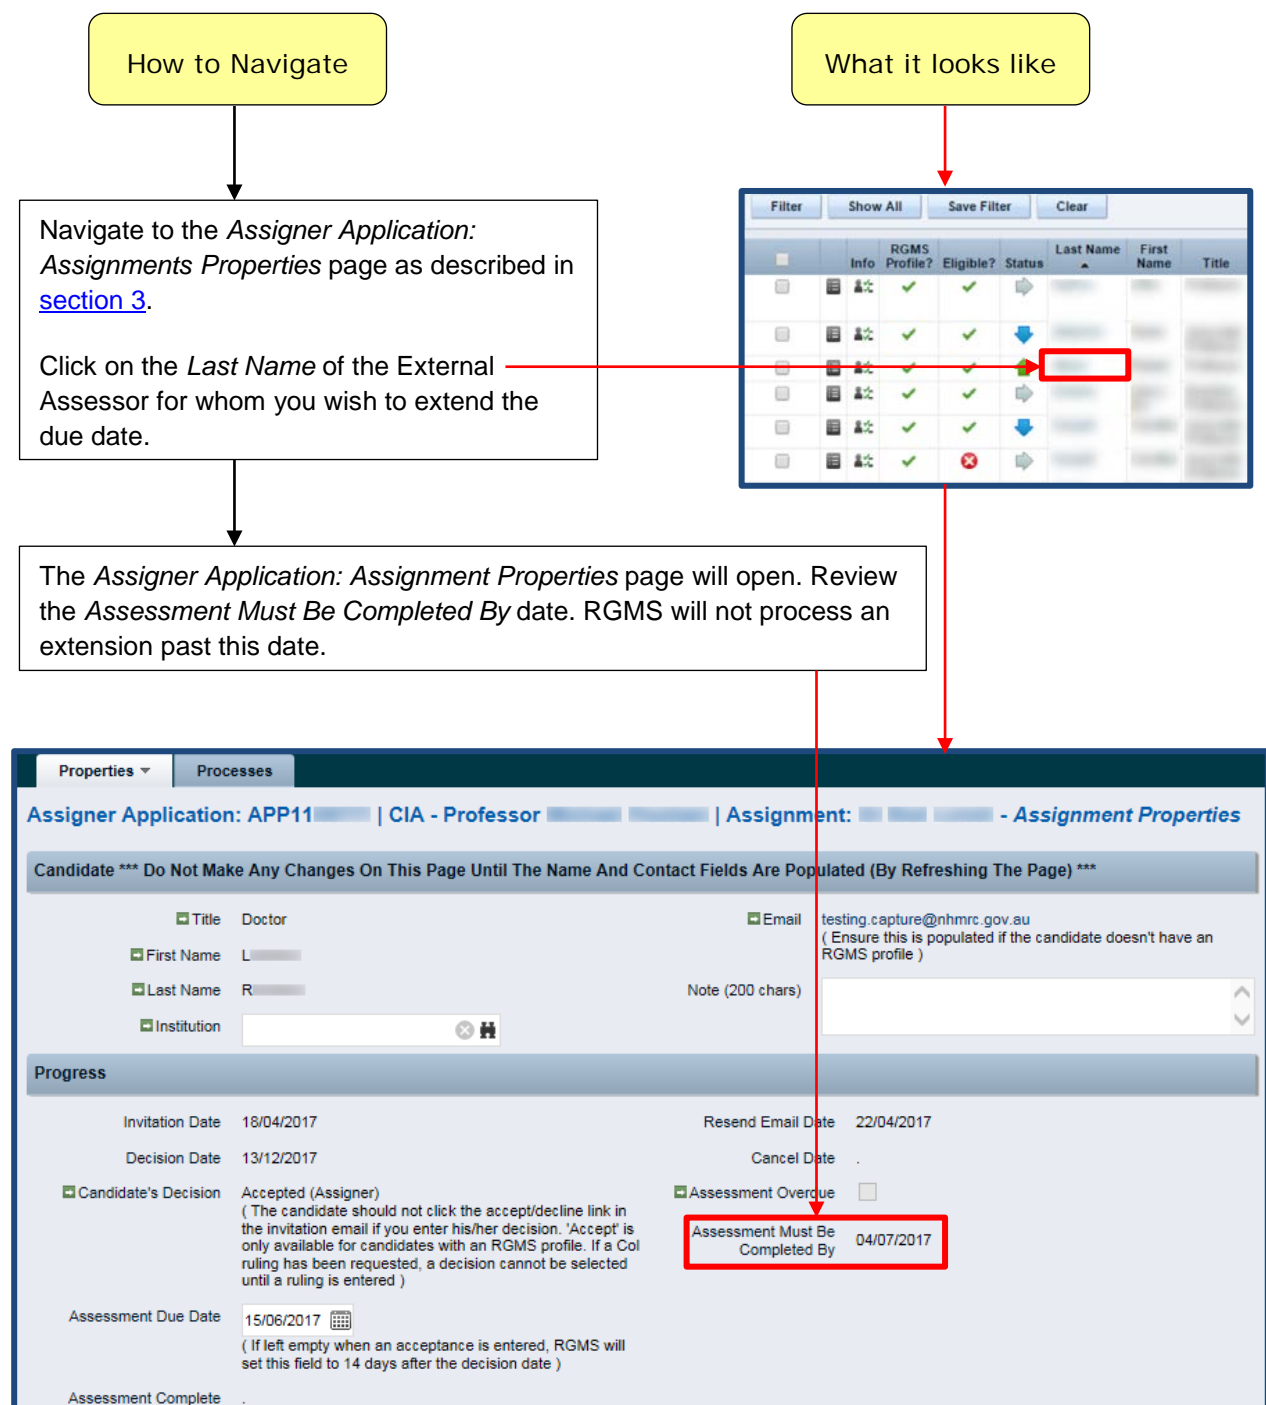 How to Navigate
What it looks like
Navigate to the Assigner Application:
Assignments Properties page as described in
section 3.
Click on the Last Name of the External
Assessor for whom you wish to extend the
due date.
Filter Show All Save Filter Clear
Info RGMS Profile? Eligible? Status Last Name First Name Title
The Assigner Application: Assignment Properties page will open. Review
the Assessment Must Be Completed By date. RGMS will not process an
extension past this date.
Properties Processes
Assigner Application: APP11 | CIA - Professor | Assignment: - Assignment Properties
Candidate *** Do Not Make Any Changes On This Page Until The Name And Contact Fields Are Populated (By Refreshing The Page) ***
Title Doctor
First Name L
Last Name R
Institution
Email testing.capture@nhmrc.gov.au
( Ensure this is populated if the candidate doesn't have an
RGMS profile )
Note (200 chars)
Progress
Invitation Date 18/04/2017
Resend Email Date 22/04/2017
Decision Date 13/12/2017
Cancel Date .
Candidate's Decision Accepted (Assigner)
( The candidate should not click the accept/decline link in
the invitation email if you enter his/her decision. 'Accept' is
only available for candidates with an RGMS profile. If a CoI
ruling has been requested, a decision cannot be selected
until a ruling is entered )
Assessment Overdue
Assessment Must Be
Completed By 04/07/2017
Assessment Due Date 15/06/2017
( If left empty when an acceptance is entered, RGMS will
set this field to 14 days after the decision date )
Assessment Complete .